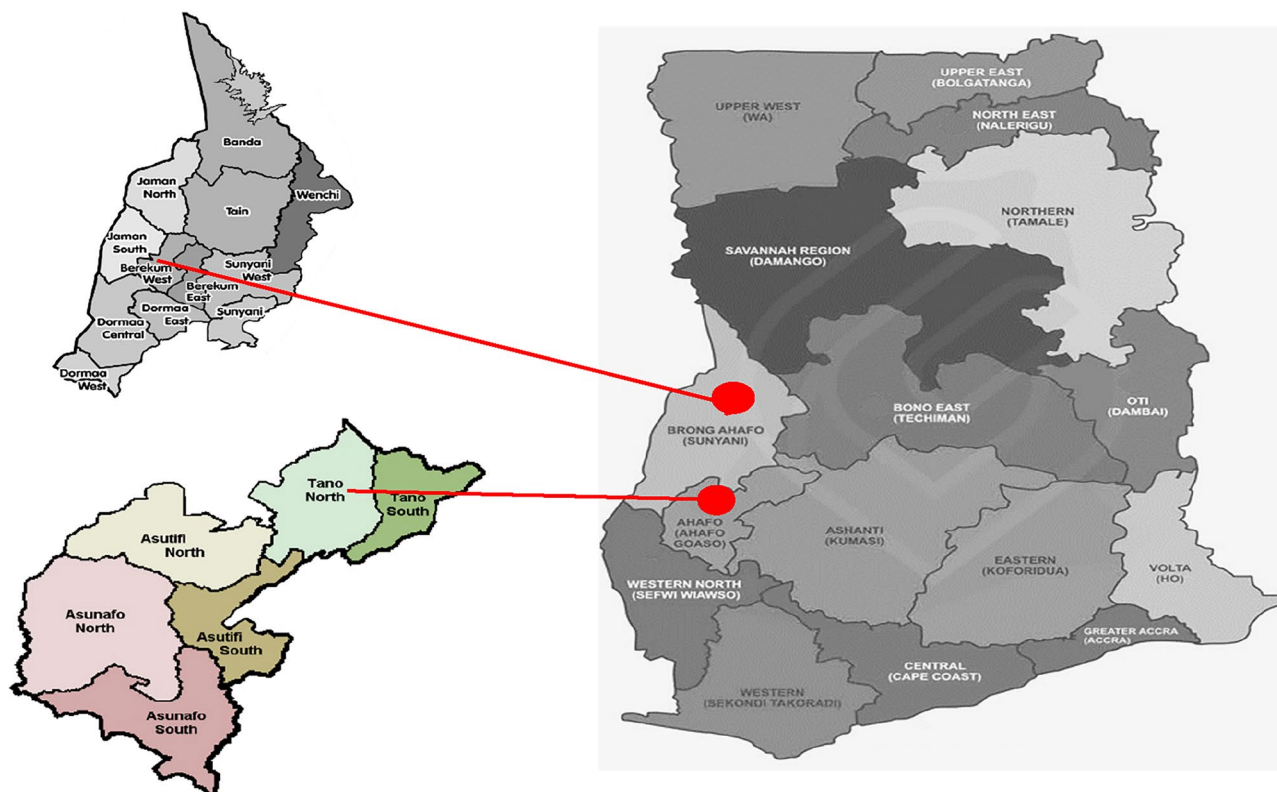 Banda
Jaman
North
Wenchi
Tain
Jaman
South
Sunyani
West
Berekum
West
Berekum
East
Dormaa
East
Sunyani
Dormaa
Central
Dormaa
West
Tano
North
Tano
South
Asutifi
North
Asunafo
North
Asutifi
South
Asunafo
South
UPPER EAST
(BOLGATANGA)
UPPER WEST
(WA)
NORTH EAST
(NALERIGU)
NORTHERN
(TAMALE)
SAVANNAH REGION
(DAMANGO)
OTI
(DAMBAI)
BONO EAST
(TECHIMAN)
BRONG AHAFO
(SUNYANI)
AHAFO
(AHAFO
GOASO)
ASHANTI
(KUMASI)
EASTERN
(KOFORIDUA)
VOLTA
(HO)
WESTERN NORTH
(SEFWI WIAWSO)
GREATER ACCRA
(ACCRA)
CENTRAL
(CAPE COAST)
WESTERN
(SEKONDI TAKORADI)